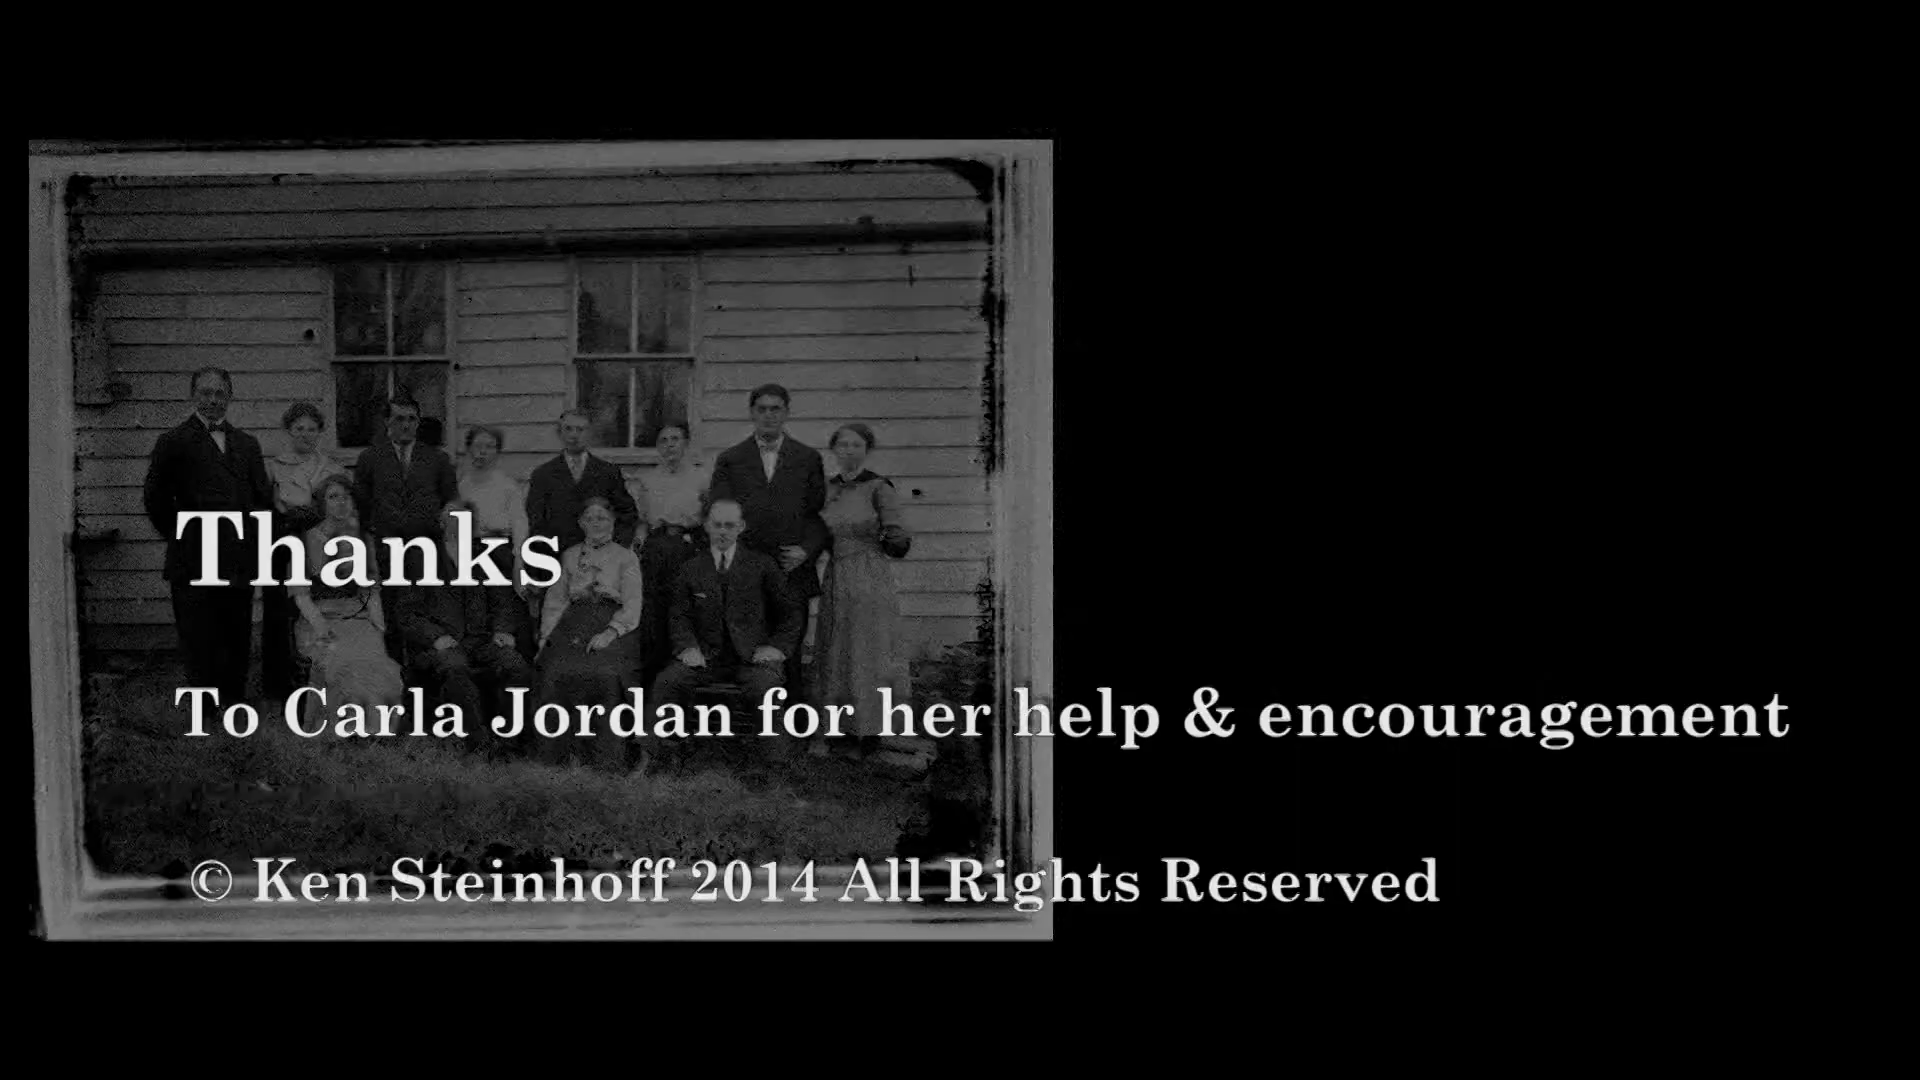 Thanks
To Carla Jordan for her help & encouragement
© Ken Steinhoff 2014 All Rights Reserved